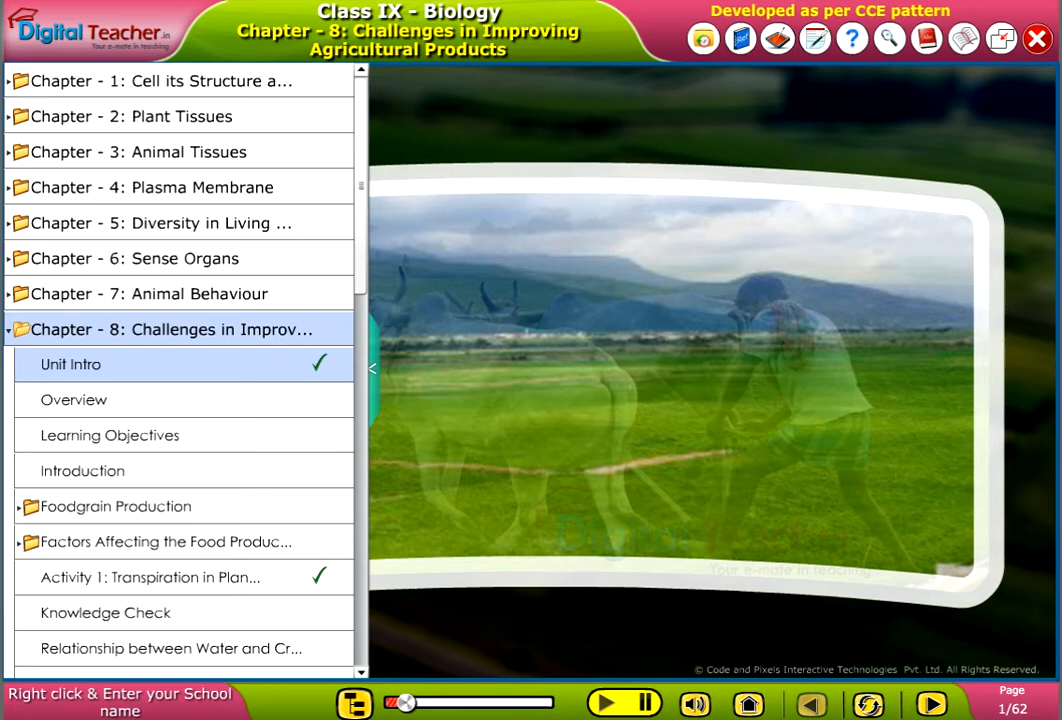 Digital Teacher.in
Your e-mate in teaching
Class IX - Biology
Chapter - 8: Challenges in Improving
Agricultural Products
Developed as per CCE pattern
Ref
Abc
Chapter - 1: Cell its Structure a...
Chapter - 2: Plant Tissues
Chapter - 3: Animal Tissues
Chapter - 4: Plasma Membrane
Chapter - 5: Diversity in Living ...
Chapter - 6: Sense Organs
Chapter - 7: Animal Behaviour
Chapter - 8: Challenges in Improv...
Unit Intro
Overview
Learning Objectives
Introduction
Foodgrain Production
Factors Affecting the Food Produc...
Activity 1: Transpiration in Plan...
Knowledge Check
Relationship between Water and Cr...
Digital Teacher
Your e-mate in teaching
© Code and Pixels Interactive Technologies Pvt. Ltd. All Rights Reserved.
Right click & Enter your School
name
Page
1/62